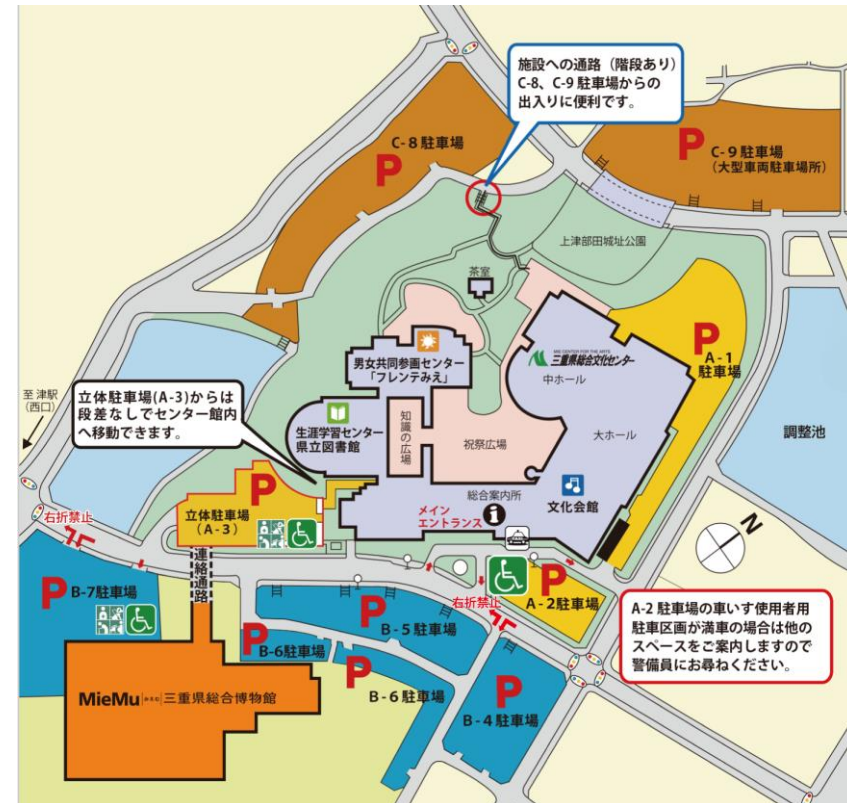 施設への通路（階段あり）
C-8、C-9 駐車場からの
出入りに便利です。
C-8 駐車場
P
P
C-9 駐車場
（大型車両駐車場所）
上津部田城址公園
茶室
P
A-1
駐車場
MIE CENTER FOR THE ARTS
三重県総合文化センター
中ホール
男女共同参画センター
「フレンテみえ」
至 津駅
（西口）
立体駐車場(A-3)からは
段差なしでセンター館内
へ移動できます。
生涯学習センター
県立図書館
知識の広場
祝祭広場
大ホール
調整池
P
立体駐車場
(A-3)
総合案内所
メイン
エントランス
文化会館
N
右折禁止
連絡通路
P B-7駐車場
P
A-2駐車場
右折禁止
P
B-5駐車場
B-6駐車場
P
B-6駐車場
P
B-4駐車場
A-2 駐車場の車いす使用者用
駐車区画が満車の場合は他の
スペースをご案内しますので
警備員にお尋ねください。
MieMu 三重県総合博物館